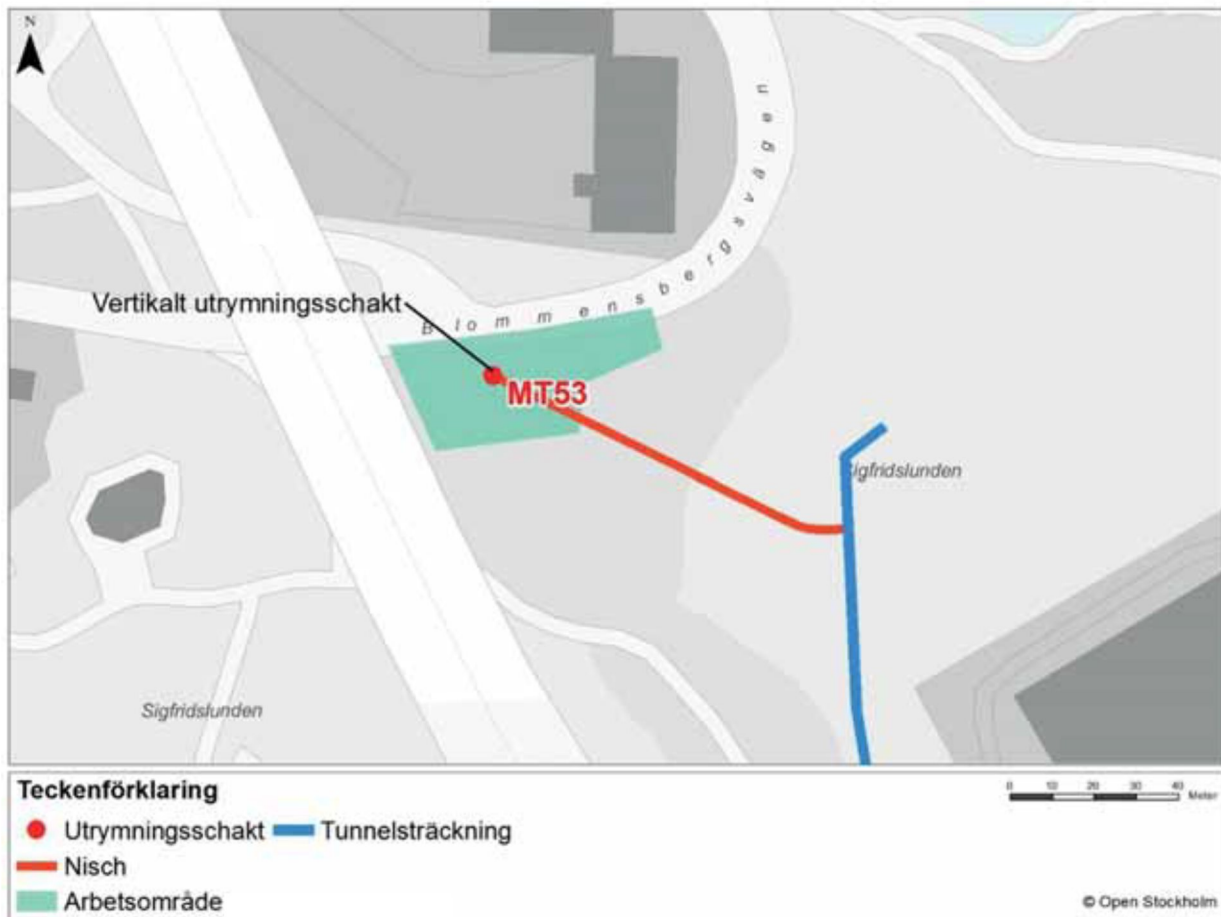 N
Blommensbergsvägen
Vertikalt utrymningsschakt
MT53
Sigfridslunden
Sigfridslunden
Teckenförklaring
0 10 20 30 40
Meter
Utrymningsschakt
Tunnelsträckning
Nisch
Arbetsområde
© Open Stockholm